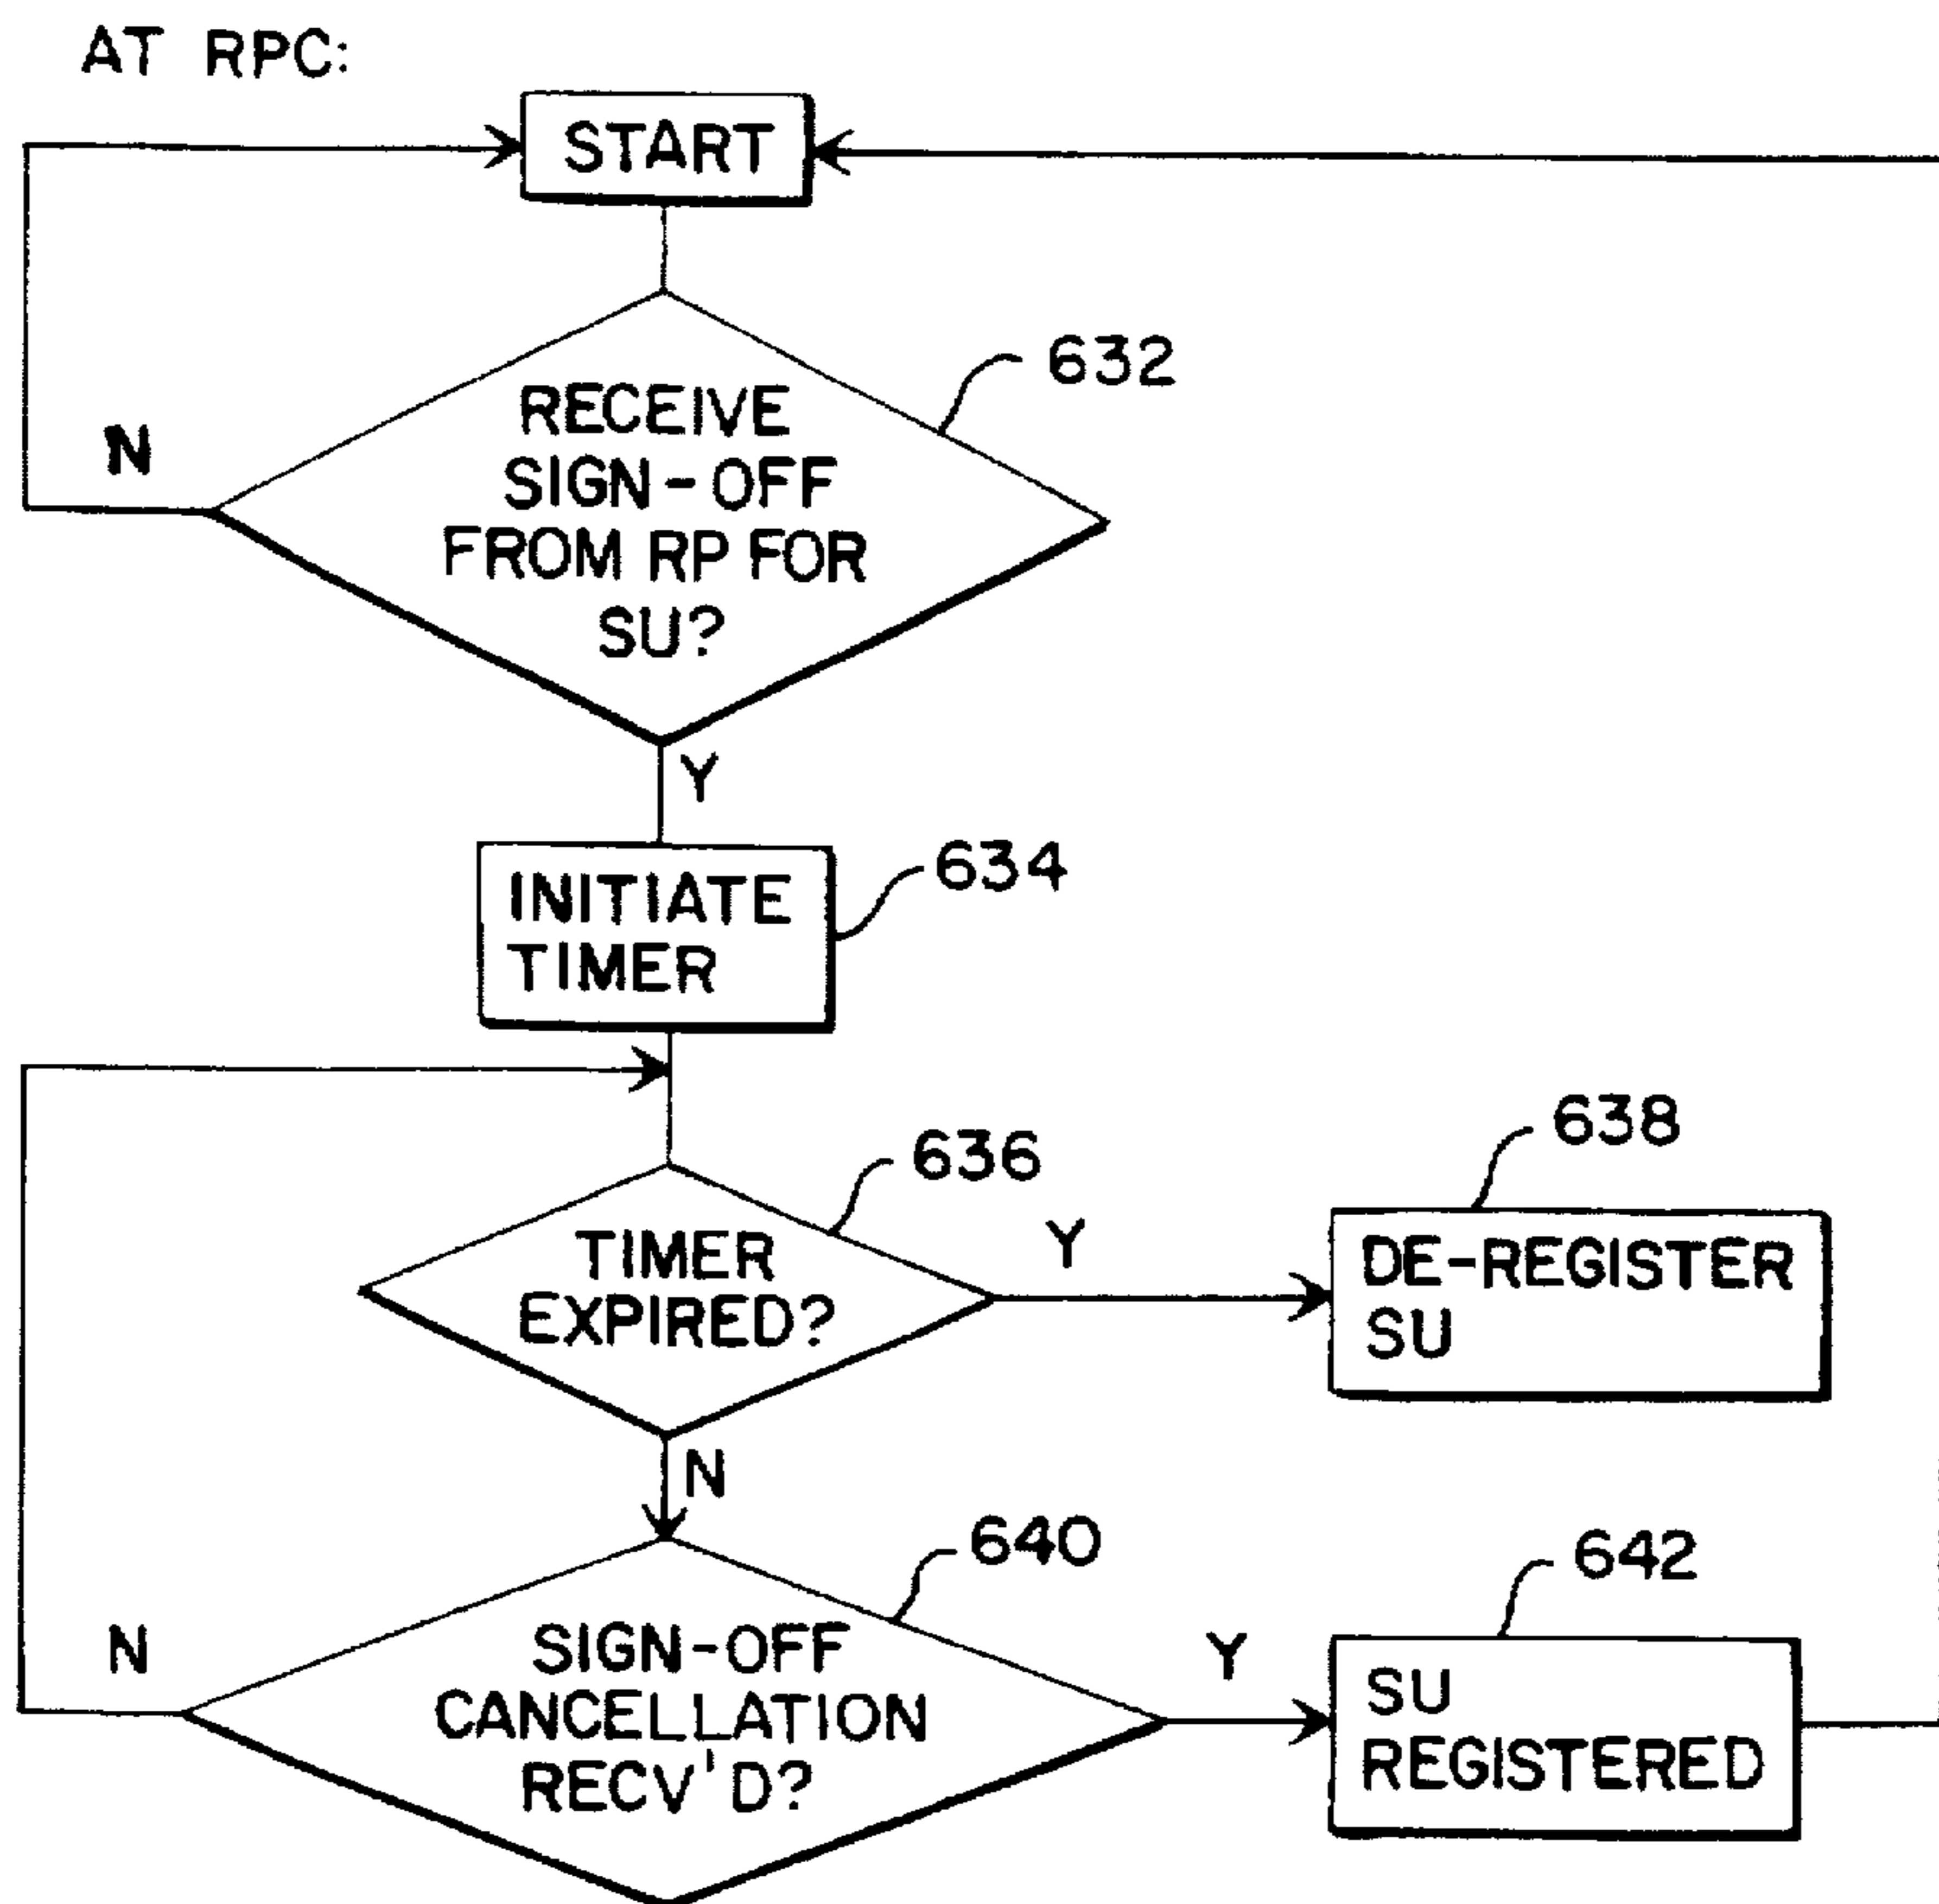 AT RPC:
START
632
RECEIVE
SIGN-OFF
FROM RP FOR
SU?
N
Y
634
INITIATE
TIMER
636
TIMER
EXPIRED?
Y
638
DE-REGISTER
SU
N
640
SIGN-OFF
CANCELLATION
RECV'D?
N
Y
642
SU
REGISTERED